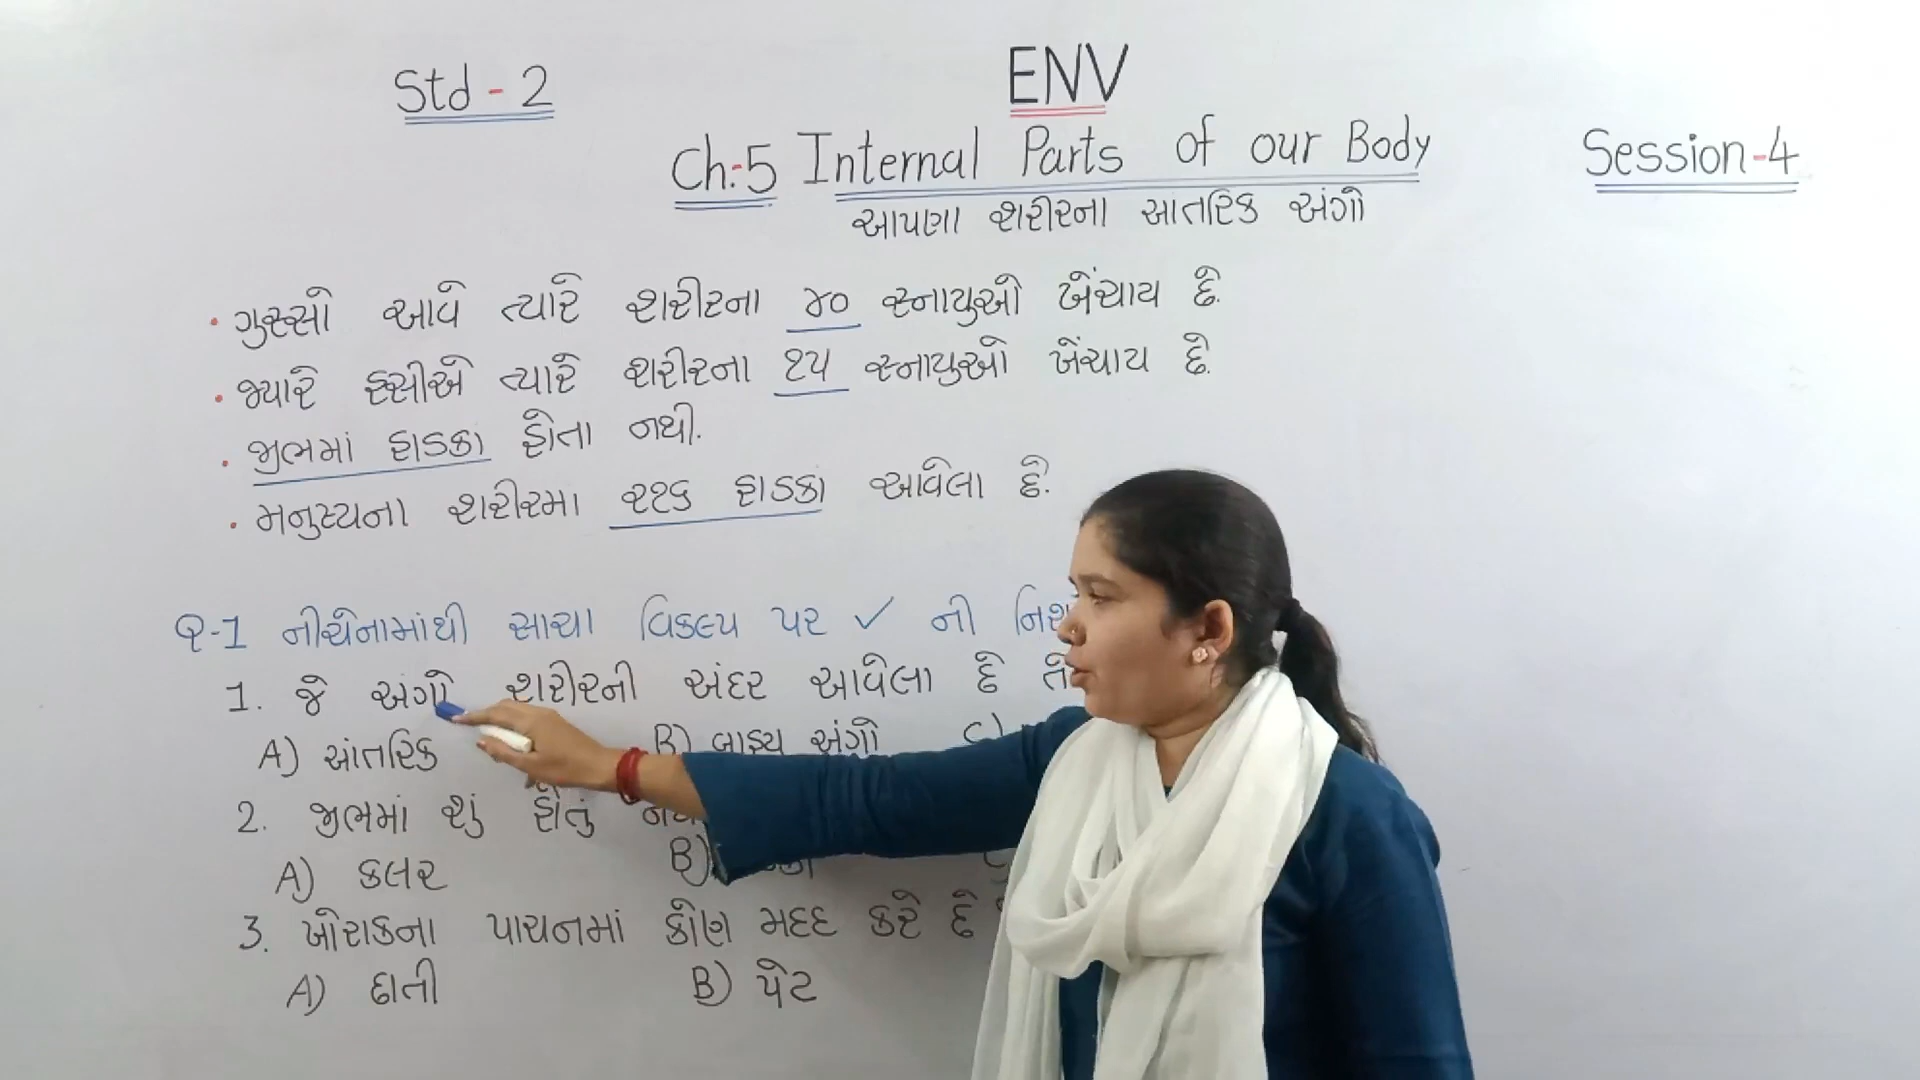 Std - 2
ENV
Ch:-5 Internal Parts of our Body
Session-4
આપણા શરીરના આંતરિક અંગો
• ગુસ્સો આવે ત્યારે શરીરના ૪૦ સ્નાયુઓ ખેંચાય છે.
• જ્યારે હસીએ ત્યારે શરીરના ૧૫ સ્નાયુઓ ખેંચાય છે.
• જીભમાં હાડકા હોતા નથી.
• મનુષ્યના શરીરમા ૨૧૬ હાડકા આવેલા છે.
Q-1 નીચેનામાંથી સાચા વિકલ્પ પર ✓ ની
1. જે અંગો શરીરની અંદર આવેલા છે તે
A) આંતરિક B) બાહ્ય અંગો C)
2. જીભમાં શું હોતું
A) કલર B)
3. ખોરાકના પાચનમાં કોણ મદદ કરે છે
A) છાતી B) પેટ